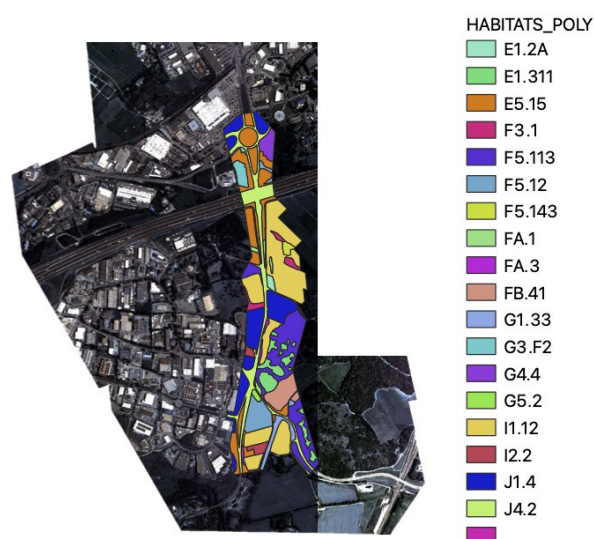 HABITATS_POLY
E1.2A
E1.311
E5.15
F3.1
F5.113
F5.12
F5.143
FA.1
FA.3
FB.41
G1.33
G3.F2
G4.4
G5.2
I1.12
I2.2
J1.4
J4.2